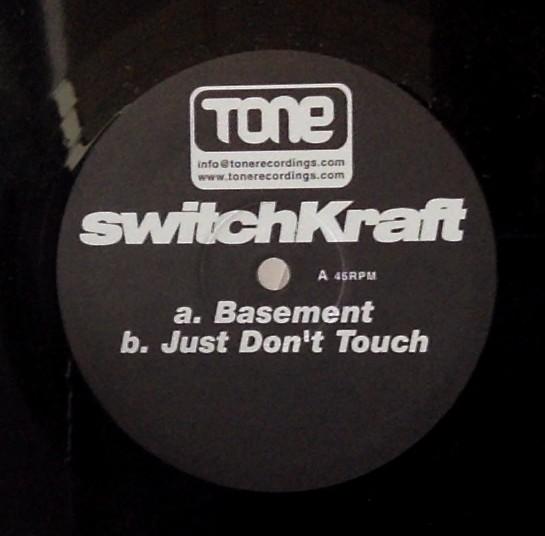 TONE
info@tonerecordings.com
www.tonerecordings.com
switchKraft
A 45RPM
a. Basement
b. Just Don't Touch